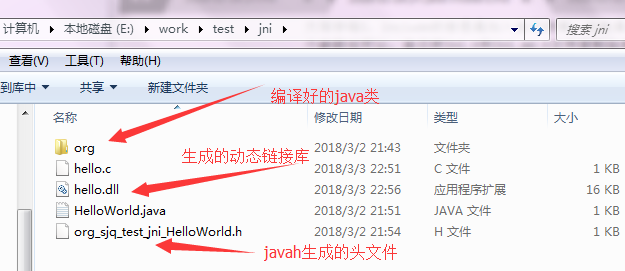 计算机 本地磁盘 (E:) work test jni 搜索 jni
查看(V) 工具(T) 帮助(H)
到库中 共享 新建文件夹
编译好的java类
名称 修改日期 类型 大小
org 2018/3/2 21:43 文件夹
生成的动态链接库
hello.c 2018/3/3 22:51 C 文件 1 KB
hello.dll 2018/3/3 22:56 应用程序扩展 16 KB
HelloWorld.java 2018/3/2 21:51 JAVA 文件 1 KB
org_sjq_test_jni_HelloWorld.h 2018/3/2 21:54 H 文件 1 KB
javah生成的头文件